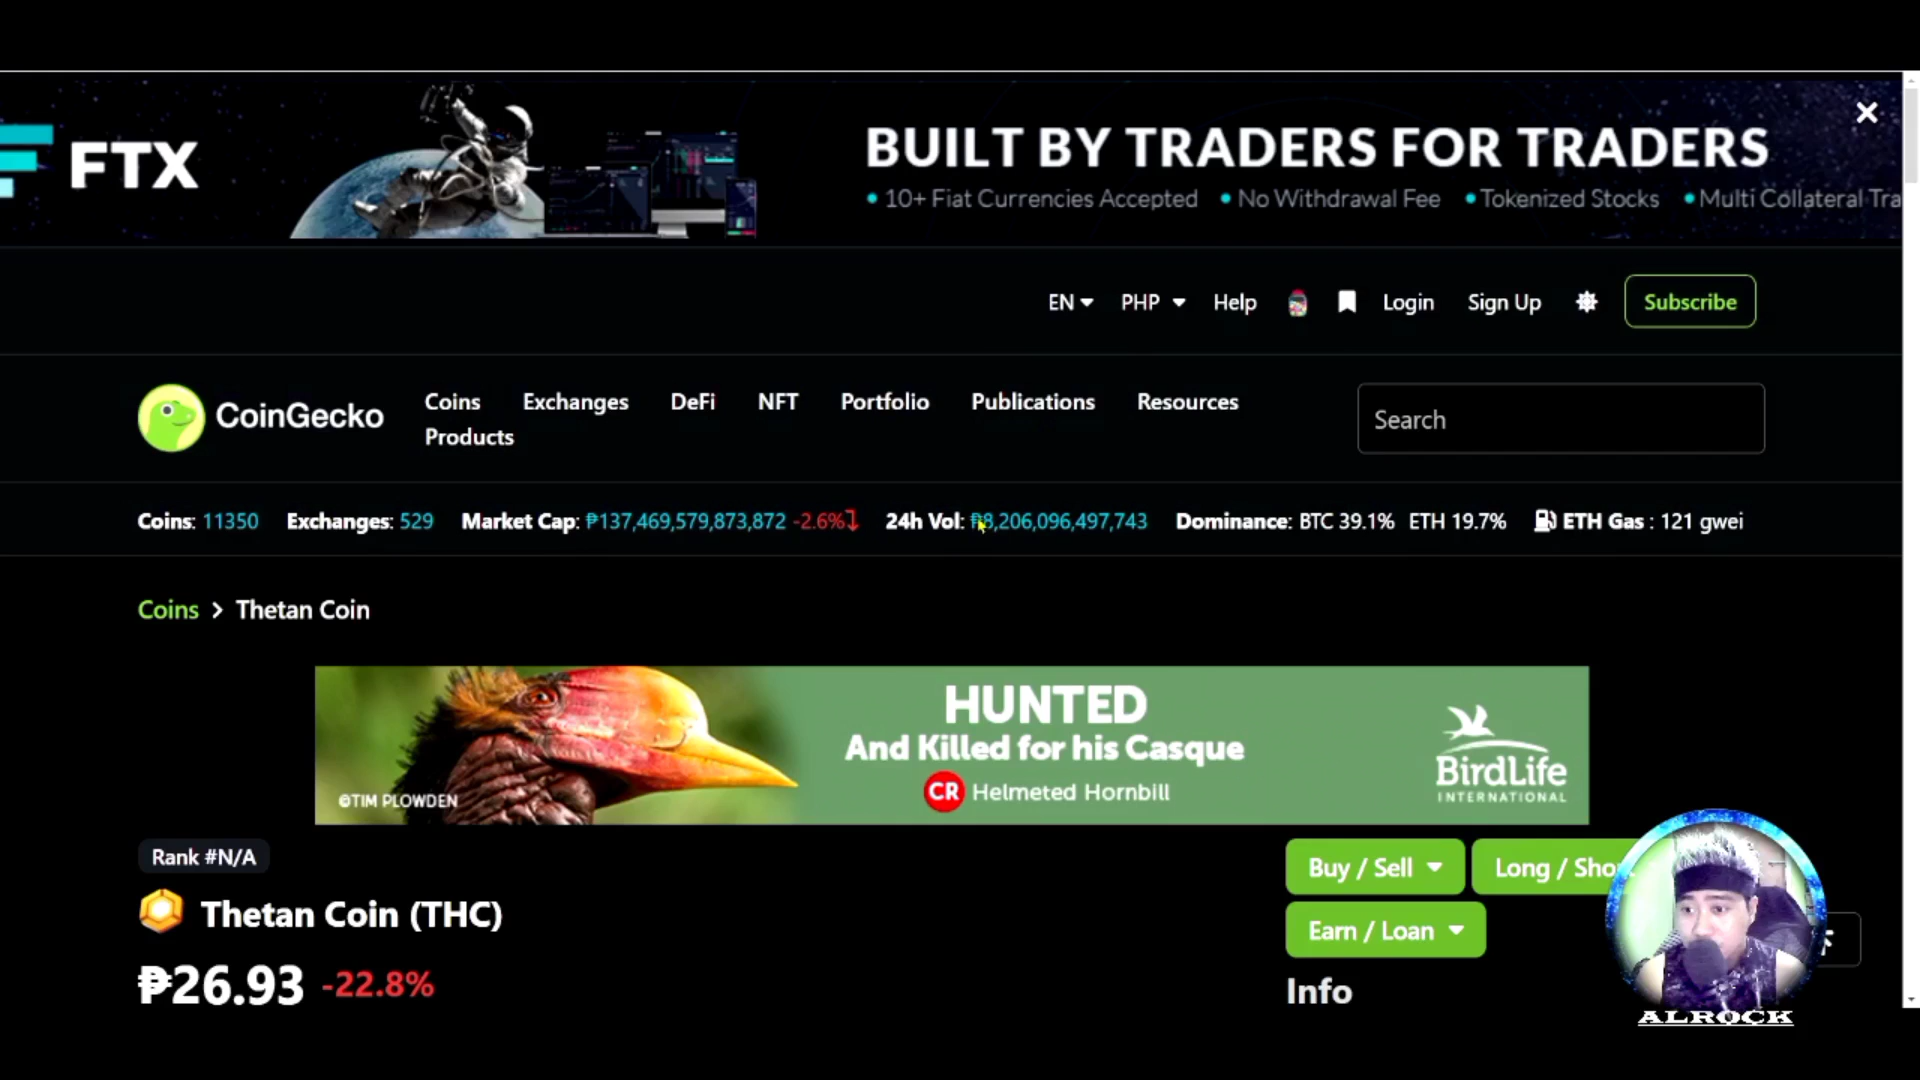 FTX
BUILT BY TRADERS FOR TRADERS
• 10+ Fiat Currencies Accepted • No Withdrawal Fee • Tokenized Stocks • Multi Collateral Tra
EN PHP Help Login Sign Up Subscribe
CoinGecko
Coins Exchanges DeFi NFT Portfolio Publications Resources
Products
Search
Coins: 11350 Exchanges: 529 Market Cap: ₱137,469,579,873,872 -2.6% 24h Vol: ₱8,206,096,497,743 Dominance: BTC 39.1% ETH 19.7% ETH Gas : 121 gwei
Coins > Thetan Coin
HUNTED
And Killed for his Casque
CR Helmeted Hornbill
©TIM PLOWDEN
BirdLife
INTERNATIONAL
Rank #N/A
Buy / Sell Long / Sho
Thetan Coin (THC)
Earn / Loan
₱26.93 -22.8%
Info
ALROCK